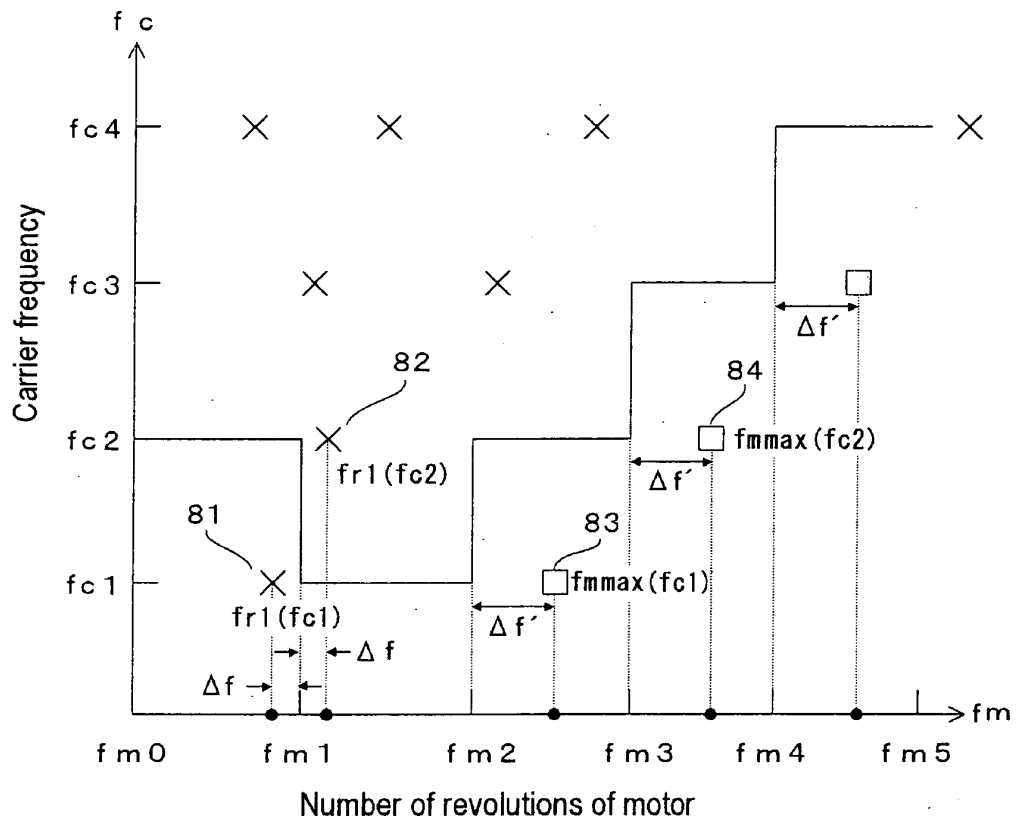 fc
fc4
fc3
Δf´
82
84
fc2
fmmax(fc2)
fr1(fc2)
Δf´
81
83
fc1
fmmax(fc1)
fr1(fc1)
Δf´
Δf
Δf
fm
fm0 fm1 fm2 fm3 fm4 fm5
Carrier frequency
Number of revolutions of motor